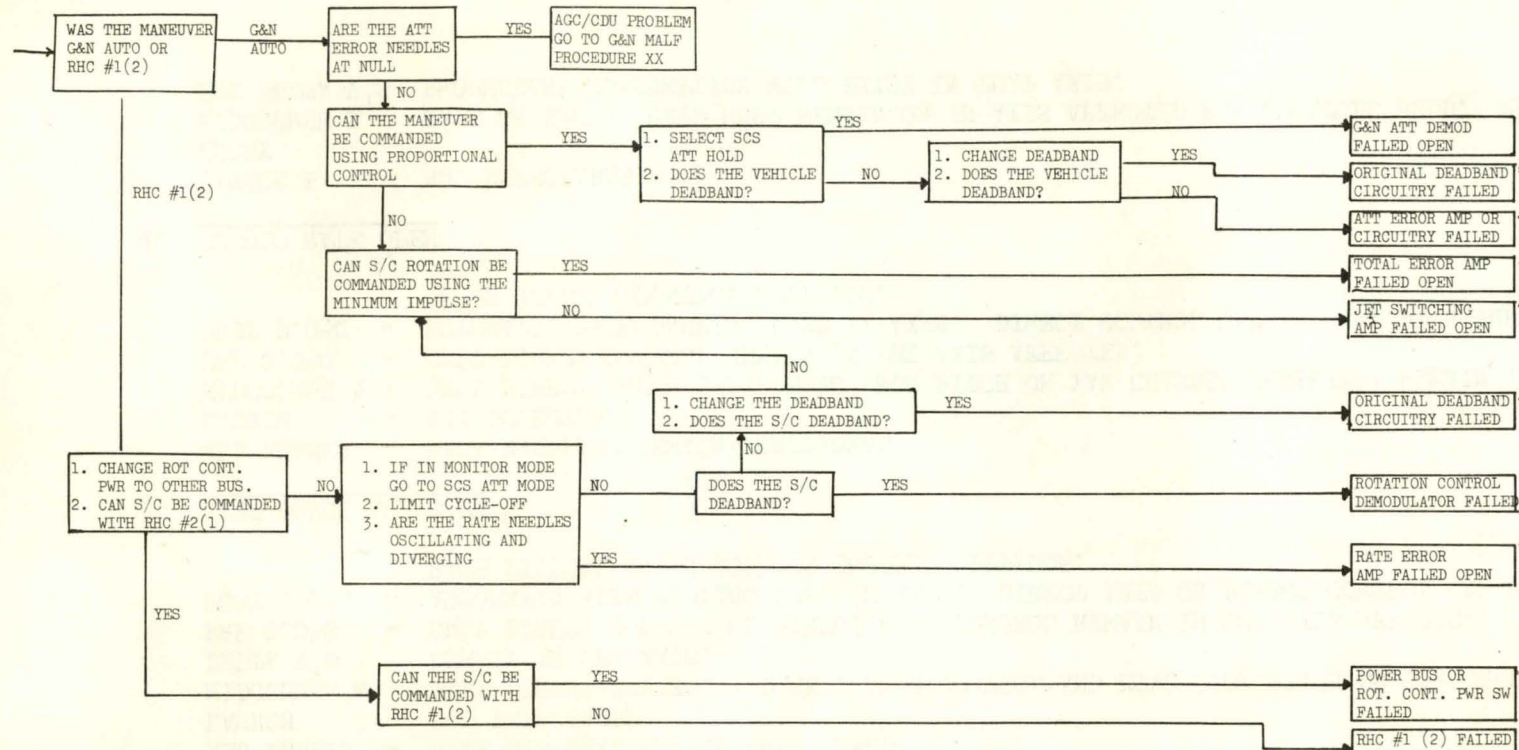 WAS THE MANEUVER
G&N AUTO OR
RHC #1(2)
G&N
AUTO
ARE THE ATT
ERROR NEEDLES
AT NULL
YES
AGC/CDU PROBLEM
GO TO G&N MALF
PROCEDURE XX
NO
CAN THE MANEUVER
BE COMMANDED
USING PROPORTIONAL
CONTROL
YES
1. SELECT SCS
ATT HOLD
2. DOES THE VEHICLE
DEADBAND?
YES
G&N ATT DEMOD
FAILED OPEN
NO
1. CHANGE DEADBAND
2. DOES THE VEHICLE
DEADBAND?
YES
ORIGINAL DEADBAND
CIRCUITRY FAILED
NO
ATT ERROR AMP OR
CIRCUITRY FAILED
RHC #1(2)
NO
CAN S/C ROTATION BE
COMMANDED USING THE
MINIMUM IMPULSE?
YES
TOTAL ERROR AMP
FAILED OPEN
NO
JET SWITCHING
AMP FAILED OPEN
NO
1. CHANGE THE DEADBAND
2. DOES THE S/C DEADBAND?
YES
ORIGINAL DEADBAND
CIRCUITRY FAILED
NO
1. CHANGE ROT CONT.
PWR TO OTHER BUS.
2. CAN S/C BE COMMANDED
WITH RHC #2(1)
NO
1. IF IN MONITOR MODE
GO TO SCS ATT MODE
2. LIMIT CYCLE-OFF
3. ARE THE RATE NEEDLES
OSCILLATING AND
DIVERGING
NO
DOES THE S/C
DEADBAND?
YES
ROTATION CONTROL
DEMODULATOR FAILED
YES
RATE ERROR
AMP FAILED OPEN
YES
CAN THE S/C BE
COMMANDED WITH
RHC #1(2)
YES
POWER BUS OR
ROT. CONT. PWR SW
FAILED
NO
RHC #1 (2) FAILED